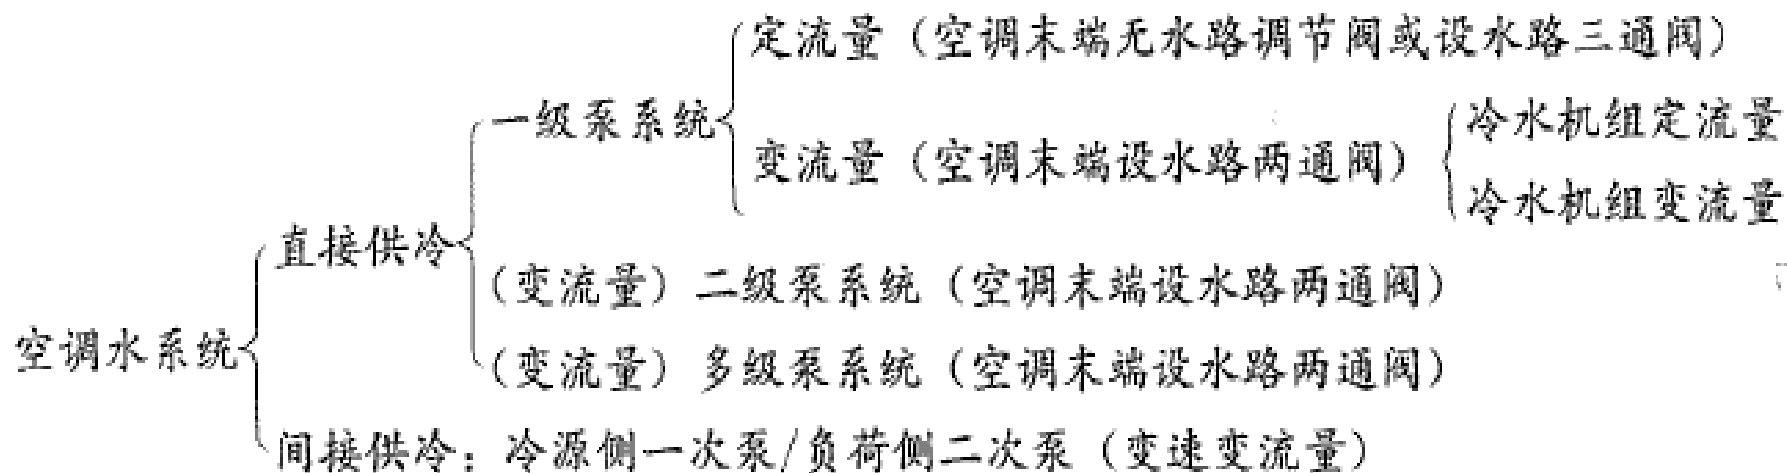 定流量（空调末端无水路调节阀或设水路三通阀）
一级泵系统
冷水机组定流量
变流量（空调末端设水路两通阀）
冷水机组变流量
直接供冷
（变流量）二级泵系统（空调末端设水路两通阀）
空调水系统
（变流量）多级泵系统（空调末端设水路两通阀）
间接供冷：冷源侧一次泵/负荷侧二次泵（变速变流量）